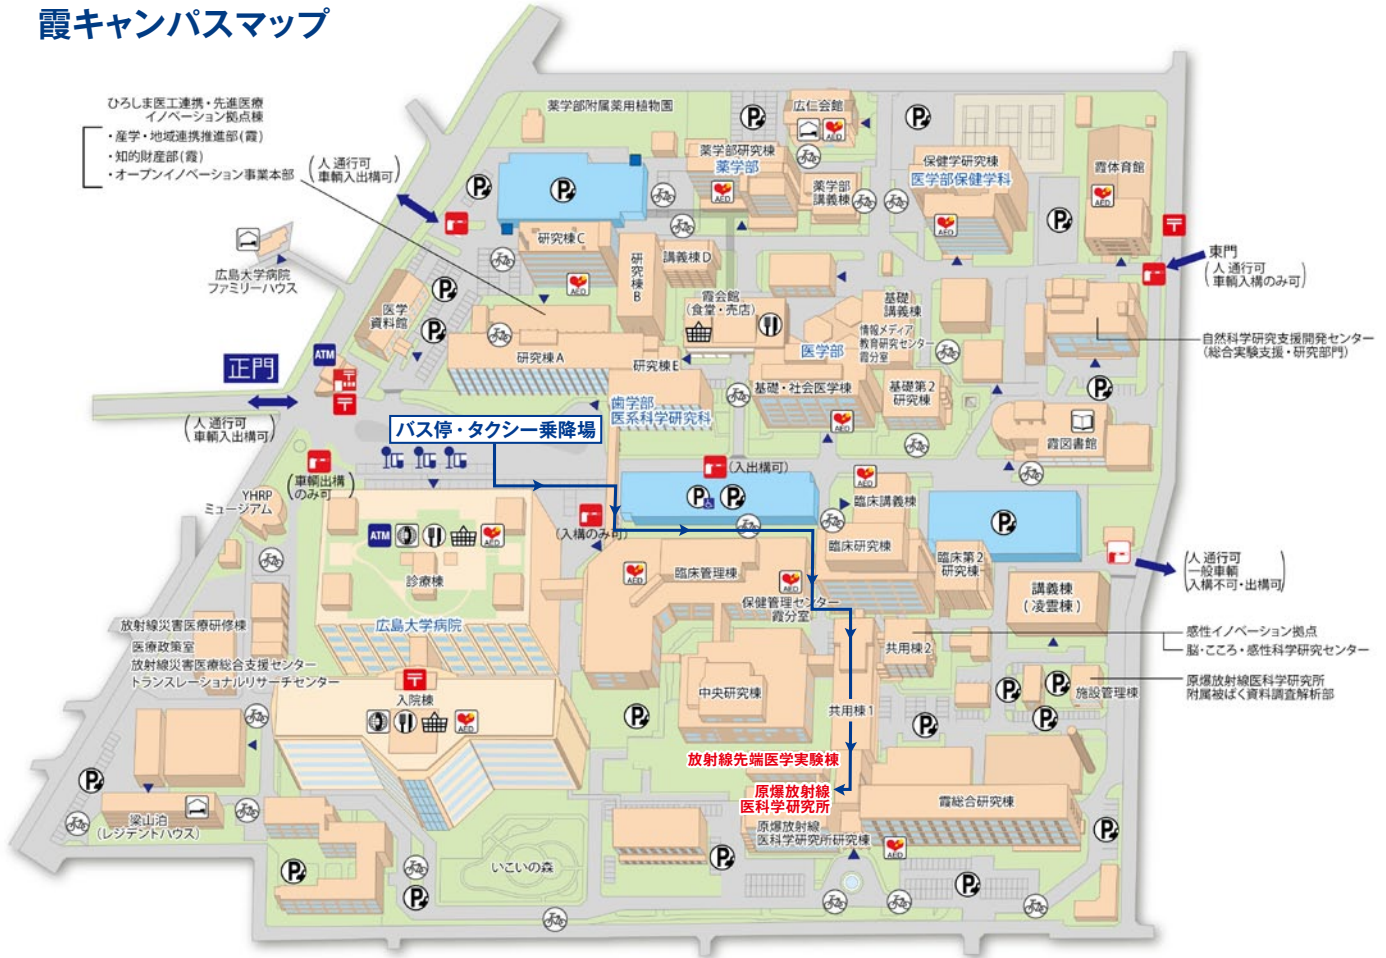 霞キャンパスマップ
ひろしま医工連携・先進医療
イノベーション拠点棟
・産学・地域連携推進部(霞)
・知的財産部(霞)
・オープンイノベーション事業本部
(人 通行可
車輌入出構可)
薬学部附属薬用植物園
広仁会館
AED
薬学部研究棟
薬学部
AED
薬学部
講義棟
保健学研究棟
医学部保健学科
AED
霞体育館
AED
東門
(人 通行可
車輌入構のみ可)
広島大学病院
ファミリーハウス
研究棟C
AED
研究棟B
講義棟D
医学
資料館
霞会館
(食堂・売店)
基礎
講義棟
情報メディア
教育研究センター
霞分室
医学部
自然科学研究支援開発センター
(総合実験支援・研究部門)
ATM
正門
(人 通行可
車輌入出構可)
研究棟A
研究棟E
歯学部
医系科学研究科
基礎・社会医学棟
AED
基礎第2
研究棟
霞図書館
バス停・タクシー乗降場
(車輌出構
のみ可)
(入出構可)
YHRP
ミュージアム
ATM
AED
診療棟
広島大学病院
(入構のみ可)
AED
臨床講義棟
臨床研究棟
臨床第2
研究棟
(人 通行可
一般車輌
入構不可・出構可)
AED
臨床管理棟
AED
保健管理センター
霞分室
講義棟
(凌雲棟)
放射線災害医療研修棟
医療政策室
放射線災害医療総合支援センター
トランスレーショナルリサーチセンター
共用棟2
感性イノベーション拠点
脳・こころ・感性科学研究センター
原爆放射線医科学研究所
附属被ばく資料調査解析部
施設管理棟
入院棟
AED
中央研究棟
共用棟1
放射線先端医学実験棟
原爆放射線
医科学研究所
原爆放射線
医科学研究所研究棟
霞総合研究棟
AED
梁山泊
(レジデントハウス)
いこいの森